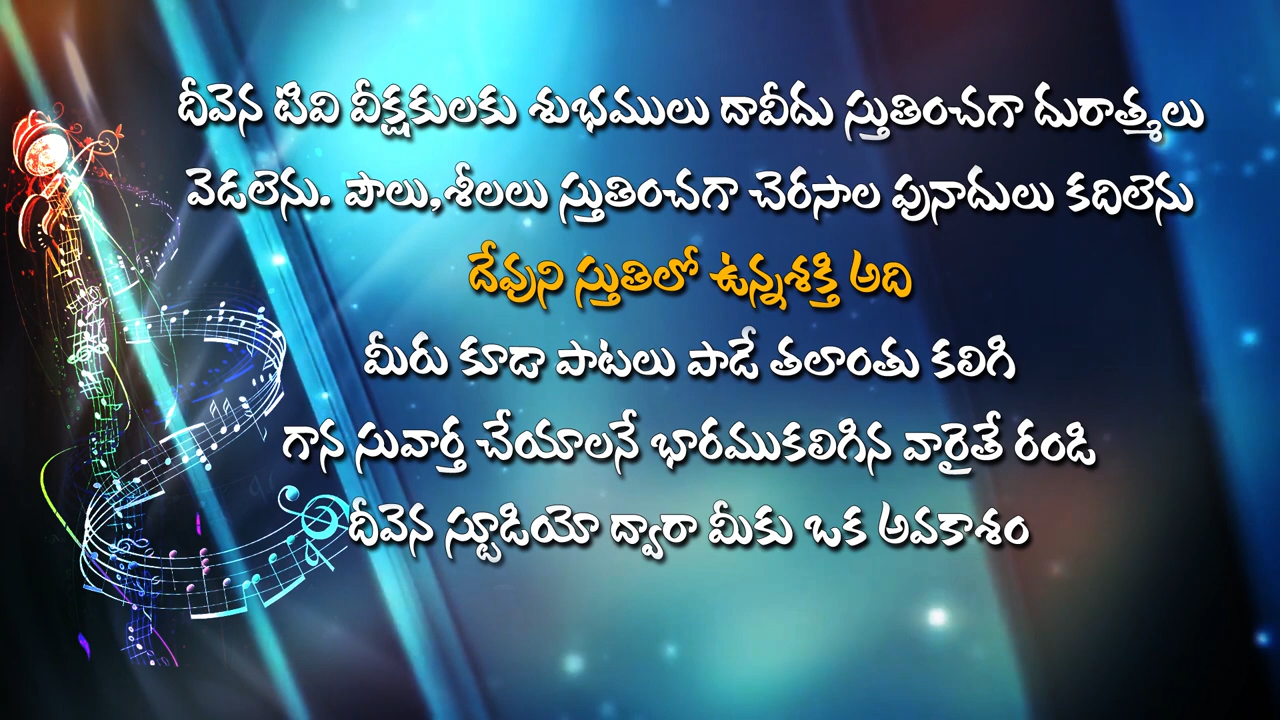 దీవెన టివి వీక్షకులకు శుభములు దావీదు స్తుతించగా దురాత్మలు
వెడలెను. పౌలు,శీలలు స్తుతించగా చెరసాల పునాదులు కదిలెను
దేవుని స్తుతిలో ఉన్నశక్తి అది
మీరు కూడా పాటలు పాడే తలాంతు కలిగి
గాన సువార్త చేయాలనే భారముకలిగిన వారైతే రండి
దీవెన స్టూడియో ద్వారా మీకు ఒక అవకాశం